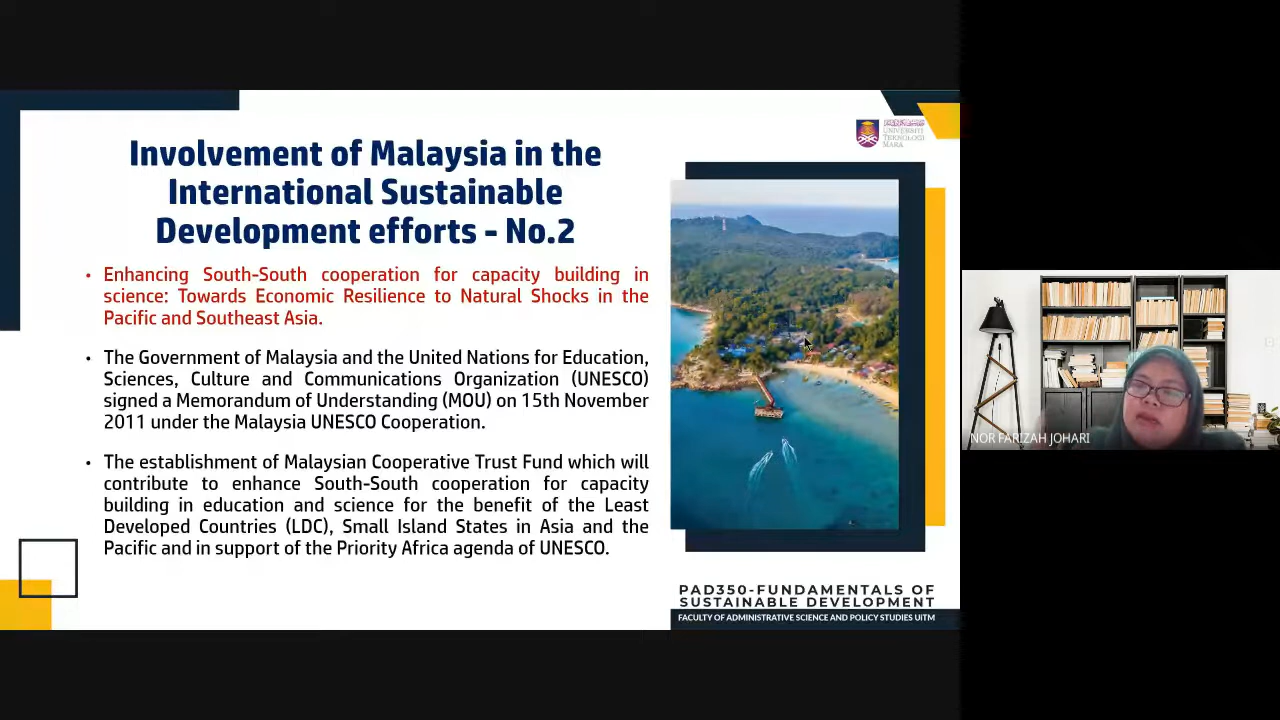 Involvement of Malaysia in the
International Sustainable
Development efforts - No.2
• Enhancing South-South cooperation for capacity building in
science: Towards Economic Resilience to Natural Shocks in the
Pacific and Southeast Asia.
• The Government of Malaysia and the United Nations for Education,
Sciences, Culture and Communications Organization (UNESCO)
signed a Memorandum of Understanding (MOU) on 15th November
2011 under the Malaysia UNESCO Cooperation.
• The establishment of Malaysian Cooperative Trust Fund which will
contribute to enhance South-South cooperation for capacity
building in education and science for the benefit of the Least
Developed Countries (LDC), Small Island States in Asia and the
Pacific and in support of the Priority Africa agenda of UNESCO.
UNIVERSITI
TEKNOLOGI
MARA
PAD350-FUNDAMENTALS OF
SUSTAINABLE DEVELOPMENT
FACULTY OF ADMINISTRATIVE SCIENCE AND POLICY STUDIES UITM
NOR FARIZAH JOHARI